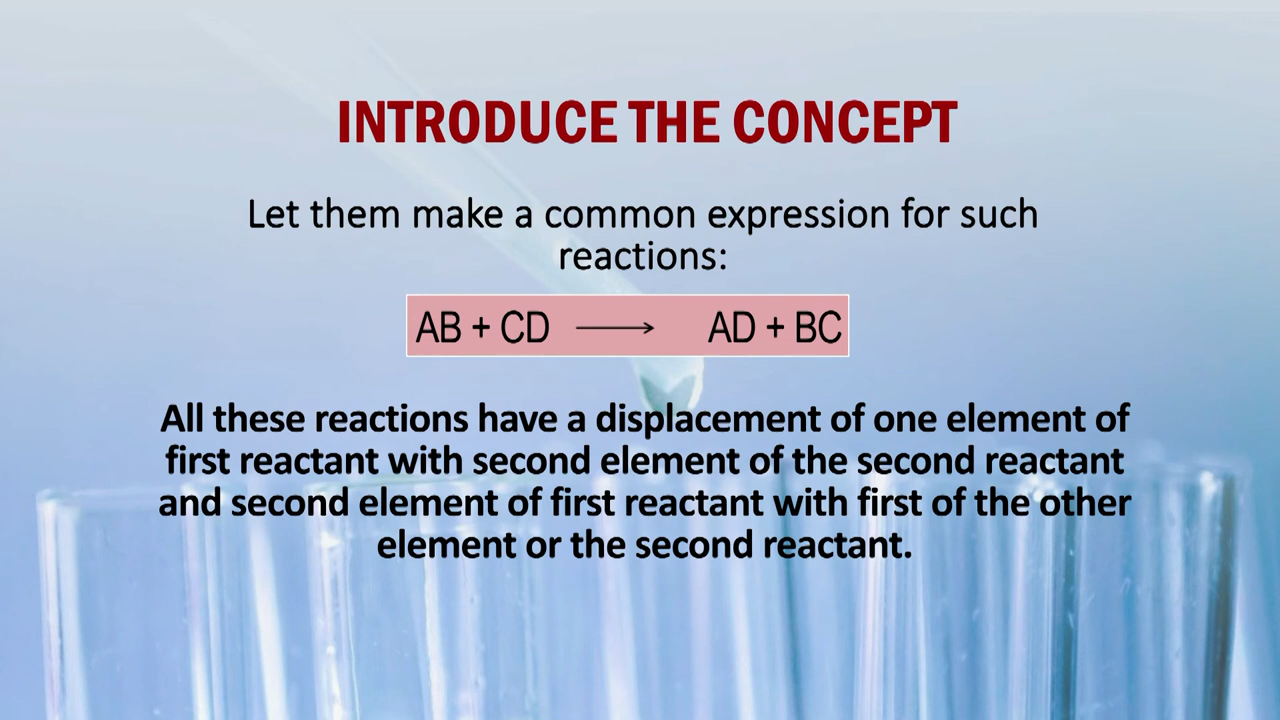 INTRODUCE THE CONCEPT
Let them make a common expression for such
reactions:
AB + CD ⟶ AD + BC
All these reactions have a displacement of one element of
first reactant with second element of the second reactant
and second element of first reactant with first of the other
element or the second reactant.